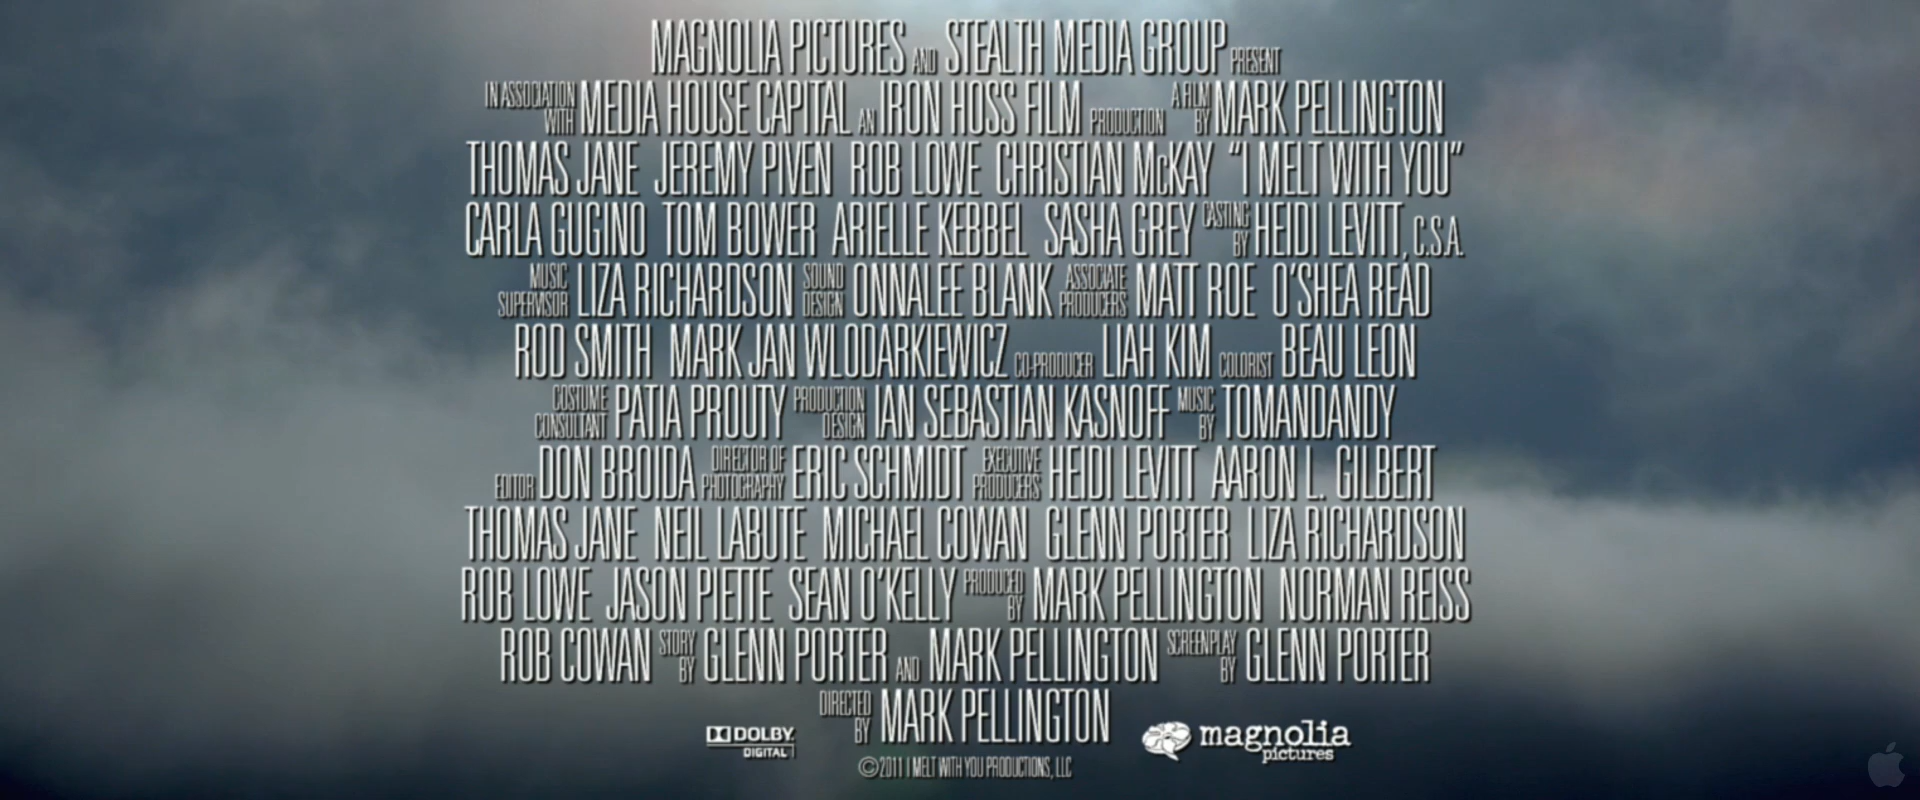 MAGNOLIA PICTURES AND STEALTH MEDIA GROUP PRESENT
IN ASSOCIATION WITH MEDIA HOUSE CAPITAL AN IRON HOSS FILM PRODUCTION A FILM BY MARK PELLINGTON
THOMAS JANE JEREMY PIVEN ROB LOWE CHRISTIAN McKAY “I MELT WITH YOU”
CARLA GUGINO TOM BOWER ARIELLE KEBBEL SASHA GREY CASTING BY HEIDI LEVITT, C.S.A.
MUSIC SUPERVISOR LIZA RICHARDSON SOUND DESIGN ONNALEE BLANK ASSOCIATE PRODUCERS MATT ROE O'SHEA READ
ROD SMITH MARK JAN WLODARKIEWICZ CO-PRODUCER LIAH KIM COLORIST BEAU LEON
COSTUME CONSULTANT PATIA PROUTY PRODUCTION DESIGN IAN SEBASTIAN KASNOFF MUSIC BY TOMANDANDY
EDITOR DON BROIDA DIRECTOR OF PHOTOGRAPHY ERIC SCHMIDT EXECUTIVE PRODUCERS HEIDI LEVITT AARON L. GILBERT
THOMAS JANE NEIL LABUTE MICHAEL COWAN GLENN PORTER LIZA RICHARDSON
ROB LOWE JASON PIETTE SEAN O'KELLY PRODUCED BY MARK PELLINGTON NORMAN REISS
ROB COWAN STORY BY GLENN PORTER AND MARK PELLINGTON SCREENPLAY BY GLENN PORTER
DIRECTED BY MARK PELLINGTON
DOLBY DIGITAL
magnolia pictures
©2011 I MELT WITH YOU PRODUCTIONS, LLC